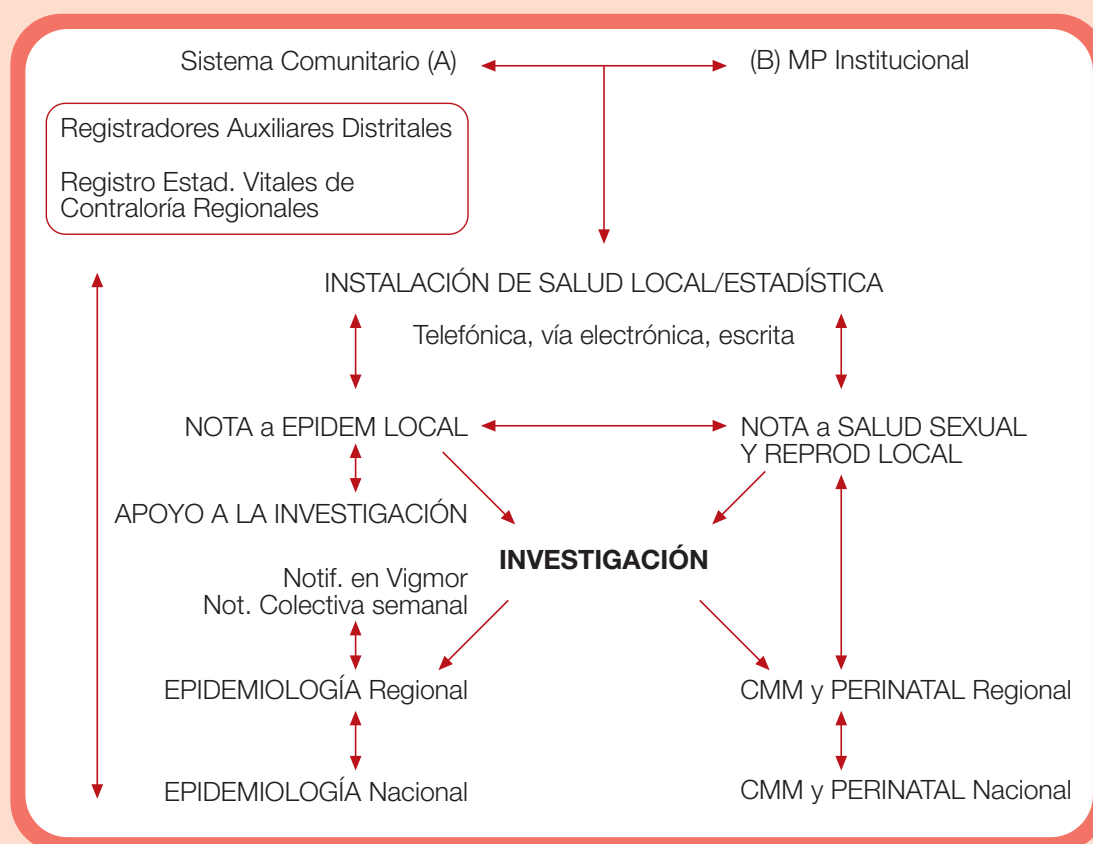 Sistema Comunitario (A)
(B) MP Institucional
Registradores Auxiliares Distritales
Registro Estad. Vitales de
Contraloría Regionales
INSTALACIÓN DE SALUD LOCAL/ESTADÍSTICA
Telefónica, vía electrónica, escrita
NOTA a EPIDEM LOCAL
NOTA a SALUD SEXUAL
Y REPROD LOCAL
APOYO A LA INVESTIGACIÓN
INVESTIGACIÓN
Notif. en Vigmor
Not. Colectiva semanal
EPIDEMIOLOGÍA Regional
CMM y PERINATAL Regional
EPIDEMIOLOGÍA Nacional
CMM y PERINATAL Nacional